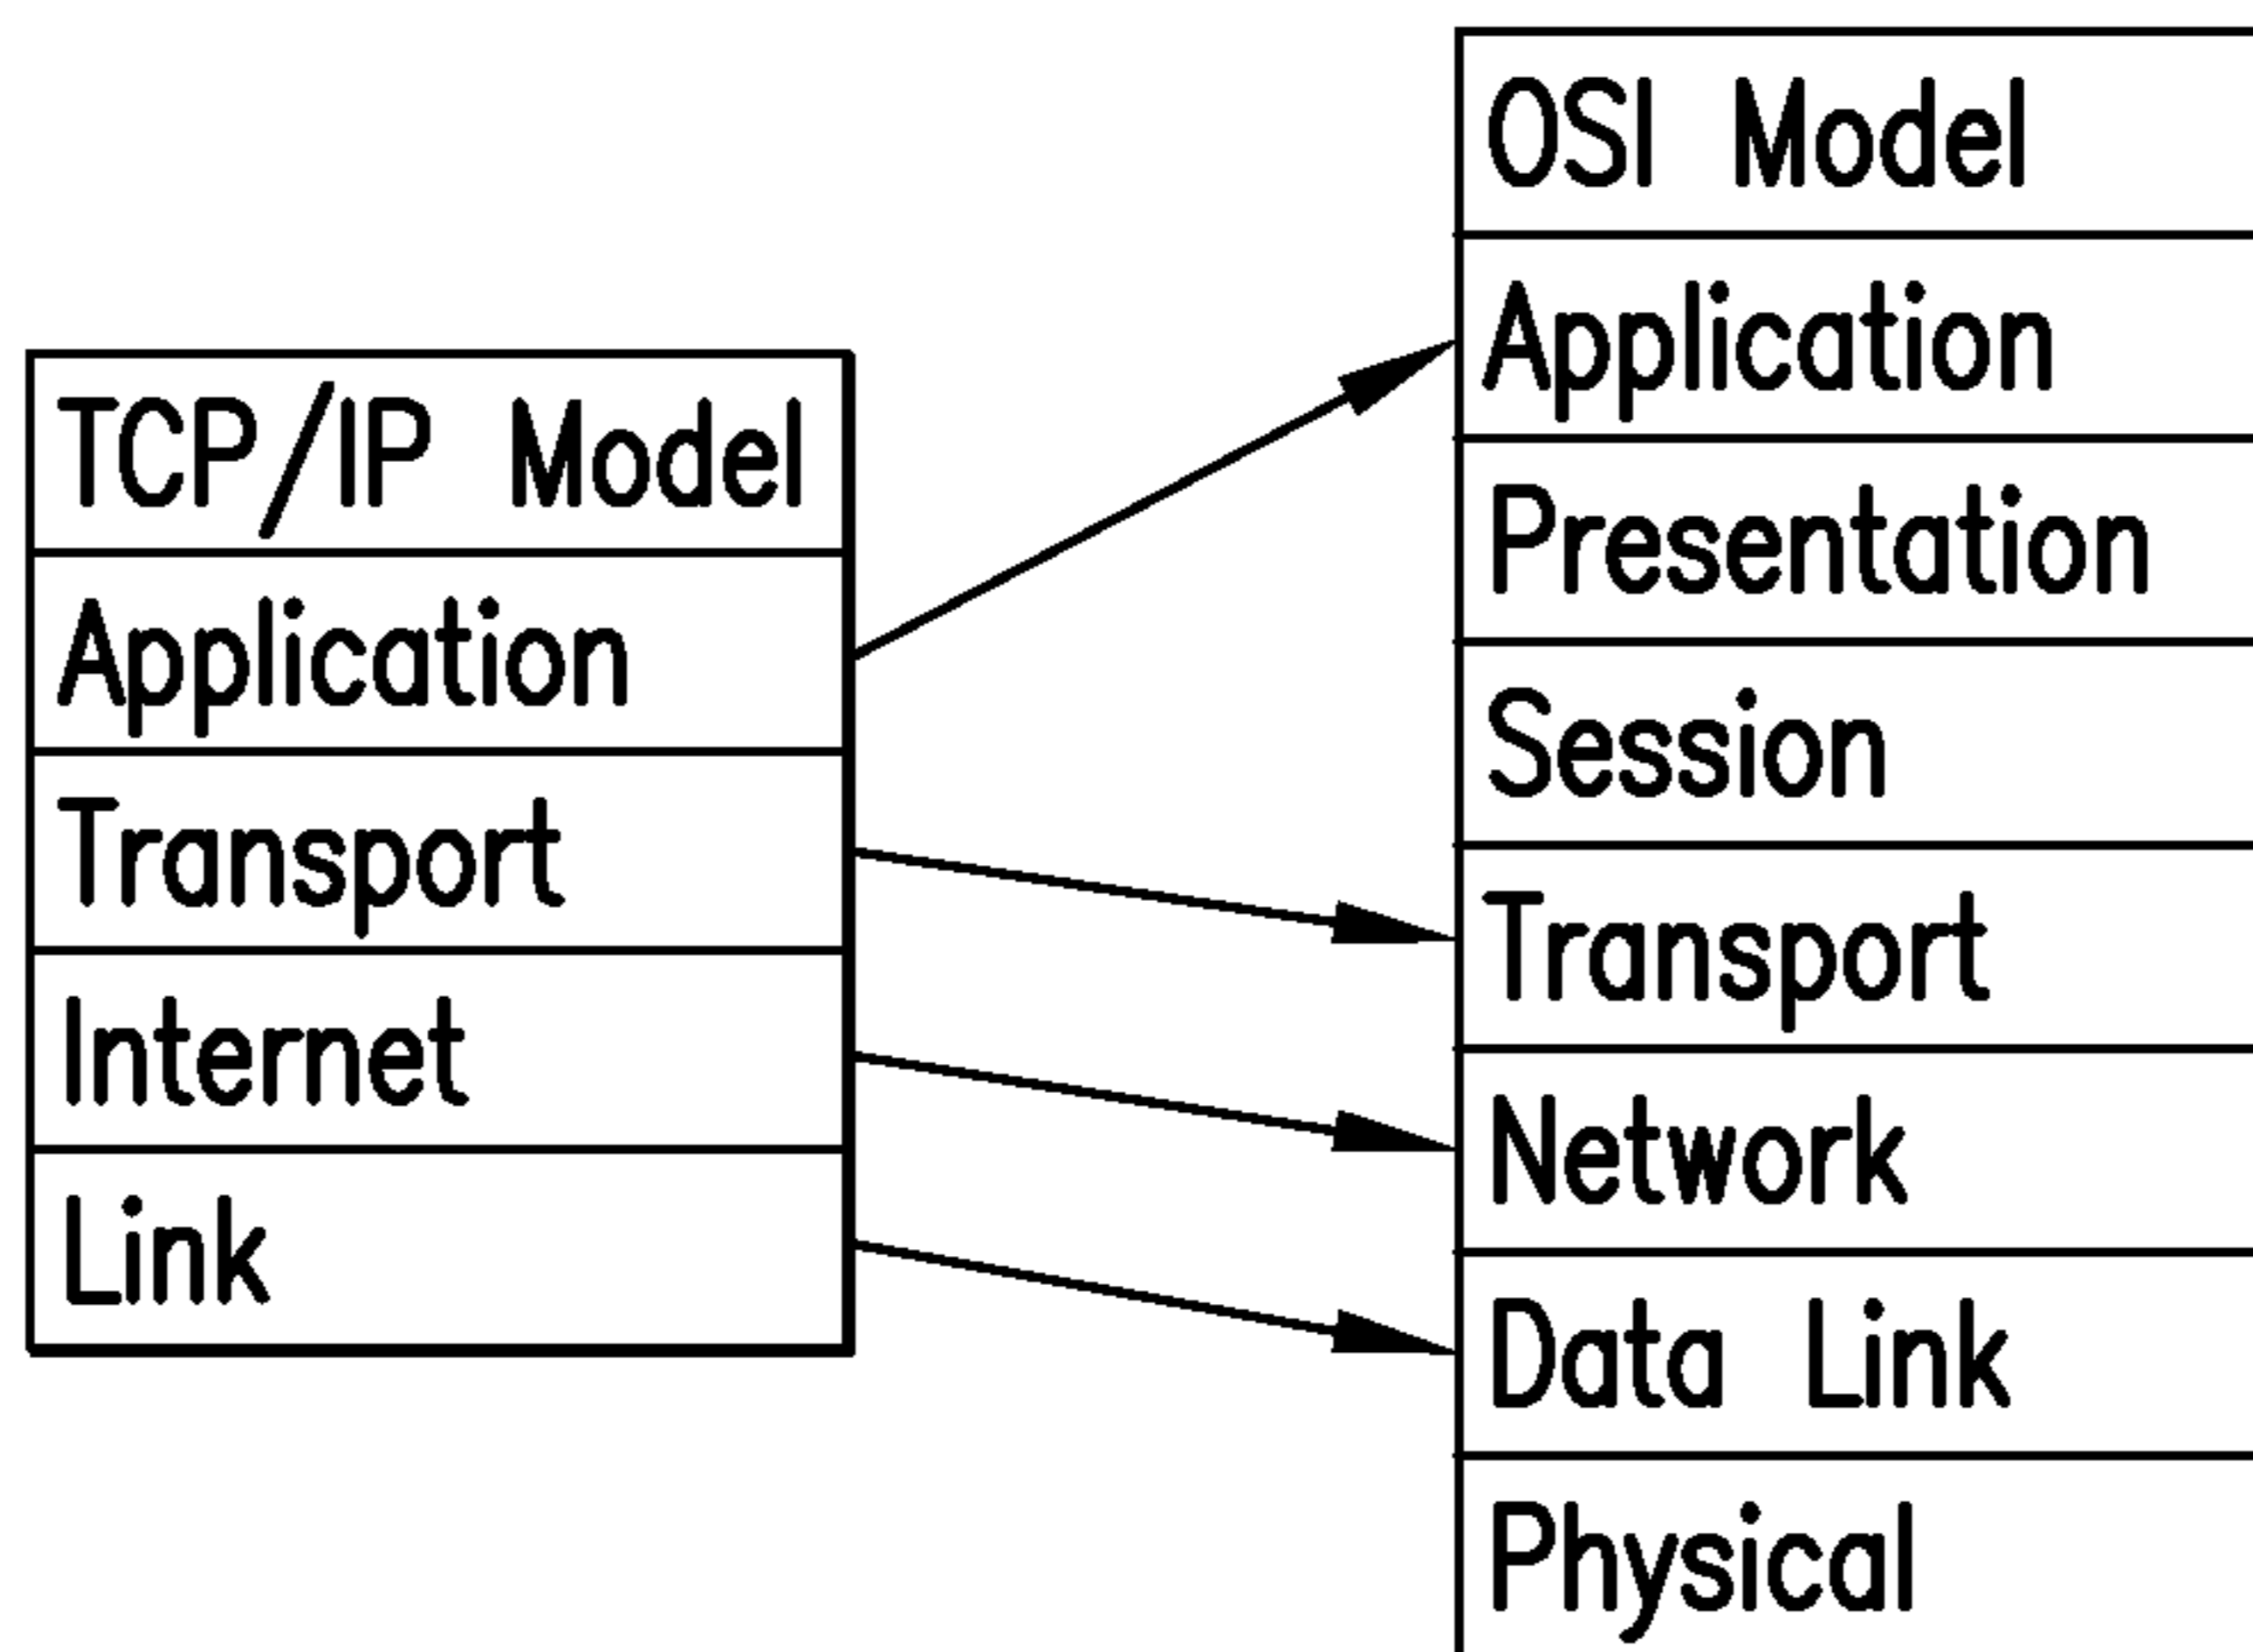 TCP/IP Model
Application
Transport
Internet
Link
OSI Model
Application
Presentation
Session
Transport
Network
Data Link
Physical